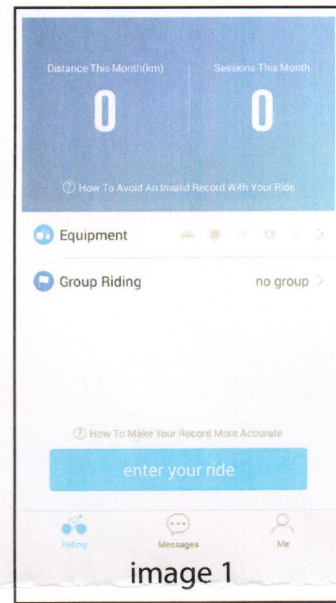 Distance This Month(km)
Sessions This Month
0
0
? How To Avoid An Invalid Record With Your Ride
Equipment
Group Riding
no group >
? How To Make Your Record More Accurate
enter your ride
Riding
Messages
Me
image 1